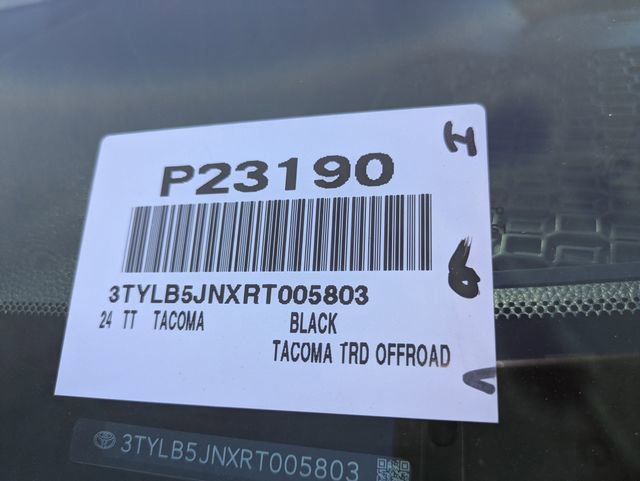 P23190
3TYLB5JNXRT005803
24 TT TACOMA BLACK
TACOMA TRD OFFROAD
3TYLB5JNXRT005803